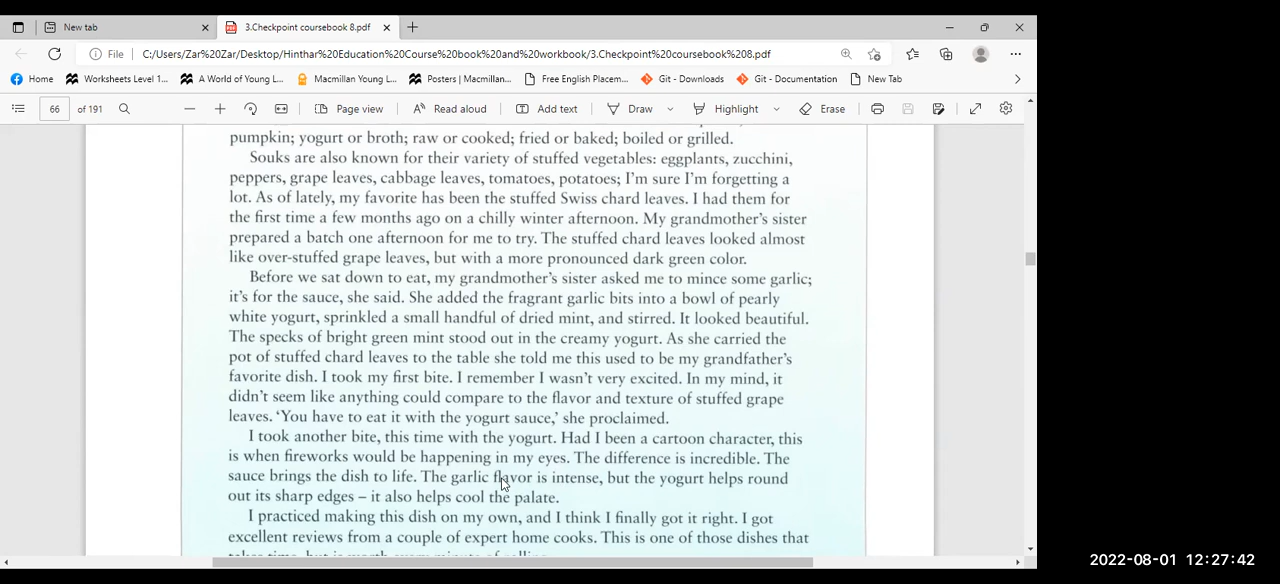 New tab
3.Checkpoint coursebook 8.pdf
File C:/Users/Zar%20Zar/Desktop/Hinthar%20Education%20Course%20book%20and%20workbook/3.Checkpoint%20coursebook%208.pdf
Home Worksheets Level 1... A World of Young L... Macmillan Young L... Posters | Macmillan... Free English Placem... Git - Downloads Git - Documentation New Tab
66 of 191 Page view Read aloud Add text Draw Highlight Erase
pumpkin; yogurt or broth; raw or cooked; fried or baked; boiled or grilled.
Souks are also known for their variety of stuffed vegetables: eggplants, zucchini,
peppers, grape leaves, cabbage leaves, tomatoes, potatoes; I'm sure I'm forgetting a
lot. As of lately, my favorite has been the stuffed Swiss chard leaves. I had them for
the first time a few months ago on a chilly winter afternoon. My grandmother's sister
prepared a batch one afternoon for me to try. The stuffed chard leaves looked almost
like over-stuffed grape leaves, but with a more pronounced dark green color.
Before we sat down to eat, my grandmother's sister asked me to mince some garlic;
it's for the sauce, she said. She added the fragrant garlic bits into a bowl of pearly
white yogurt, sprinkled a small handful of dried mint, and stirred. It looked beautiful.
The specks of bright green mint stood out in the creamy yogurt. As she carried the
pot of stuffed chard leaves to the table she told me this used to be my grandfather's
favorite dish. I took my first bite. I remember I wasn't very excited. In my mind, it
didn't seem like anything could compare to the flavor and texture of stuffed grape
leaves. 'You have to eat it with the yogurt sauce,' she proclaimed.
I took another bite, this time with the yogurt. Had I been a cartoon character, this
is when fireworks would be happening in my eyes. The difference is incredible. The
sauce brings the dish to life. The garlic flavor is intense, but the yogurt helps round
out its sharp edges – it also helps cool the palate.
I practiced making this dish on my own, and I think I finally got it right. I got
excellent reviews from a couple of expert home cooks. This is one of those dishes that
2022-08-01 12:27:42